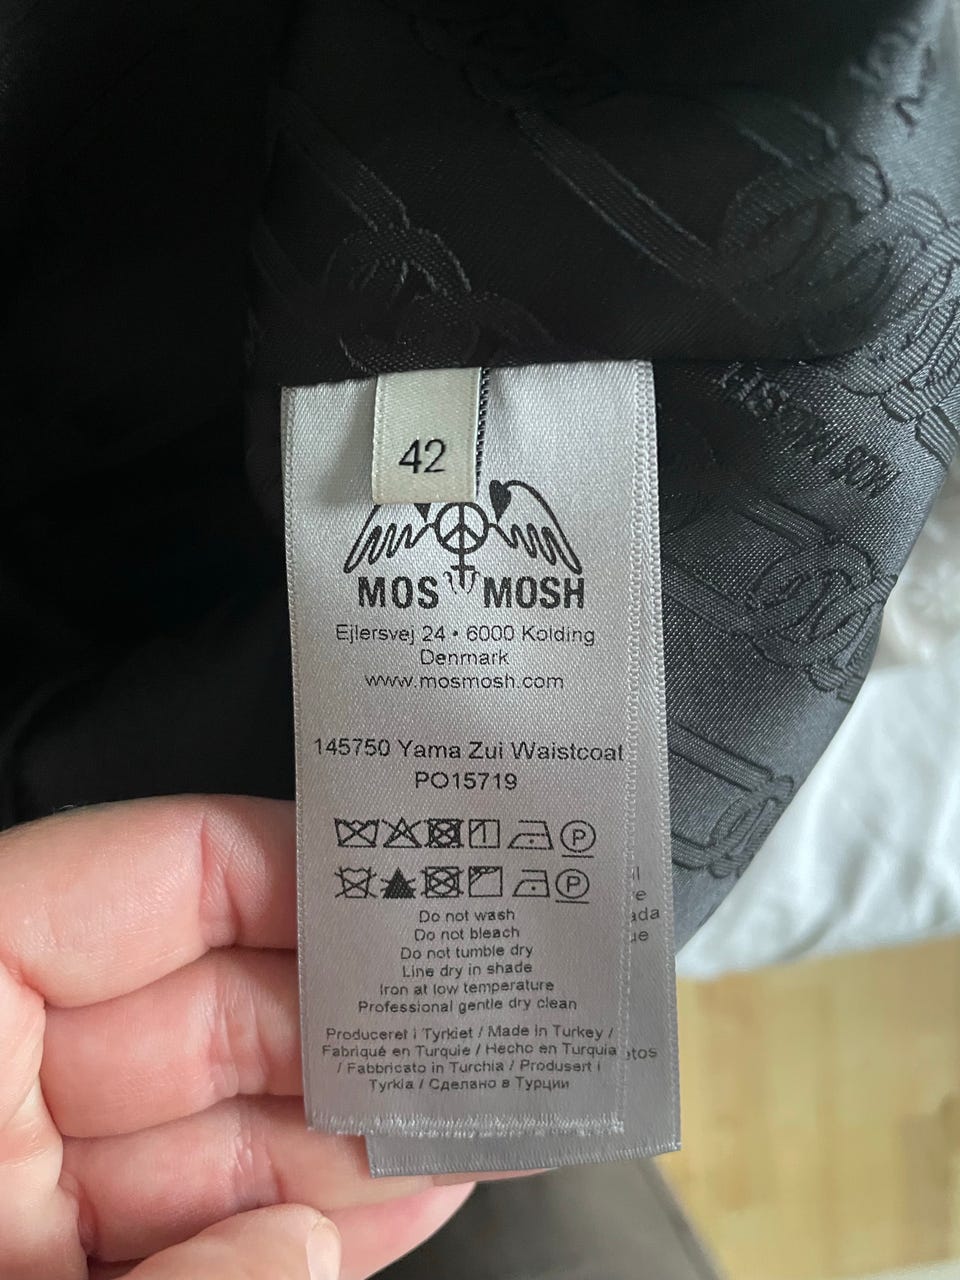 42
MOS MOSH
Ejlersvej 24 • 6000 Kolding
Denmark
www.mosmosh.com
145750 Yama Zui Waistcoat
PO15719
P
P
Do not wash
Do not bleach
Do not tumble dry
Line dry in shade
Iron at low temperature
Professional gentle dry clean
Produceret i Tyrkiet / Made in Turkey /
Fabriqué en Turquie / Hecho en Turquia
/ Fabbricato in Turchia / Produsert i
Tyrkia / Сделано в Турции
MOS MOSH